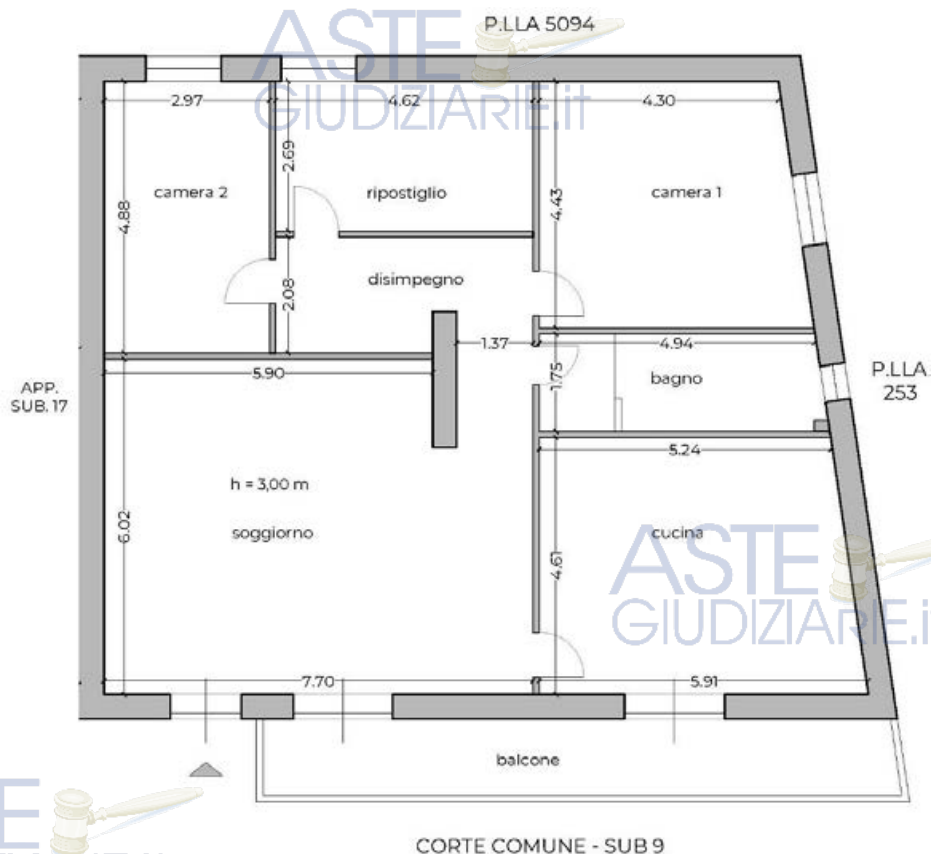 P.LLA 5094
ASTE
GIUDIZIARIE.it
2.97
4.62
4.30
2.69
camera 2
ripostiglio
camera 1
4.88
4.43
disimpegno
2.08
1.37
4.94
5.90
1.75
bagno
P.LLA
253
APP.
SUB. 17
5.24
h = 3,00 m
soggiorno
cucina
6.02
4.61
ASTE
GIUDIZIARIE.i
7.70
5.91
balcone
E
CORTE COMUNE - SUB 9